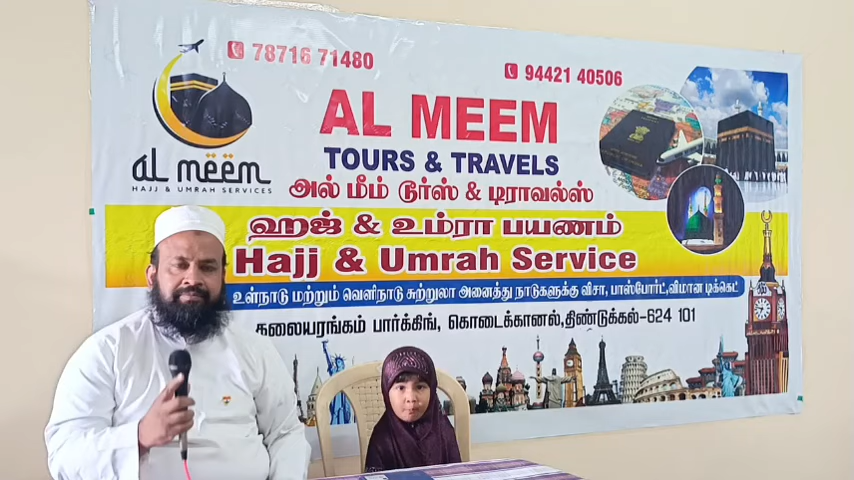 78716 71480
94421 40506
AL MEEM
TOURS & TRAVELS
al mëëm
HAJJ & UMRAH SERVICES
அல் மீம் டூர்ஸ் & டிராவல்ஸ்
ஹஜ் & உம்ரா பயணம்
Hajj & Umrah Service
உள்நாடு மற்றும் வெளிநாடு சுற்றுலா அனைத்து நாடுகளுக்கு விசா, பாஸ்போர்ட்,விமான டிக்கெட்
கலையரங்கம் பார்க்கிங், கொடைக்கானல்,திண்டுக்கல்-624 101